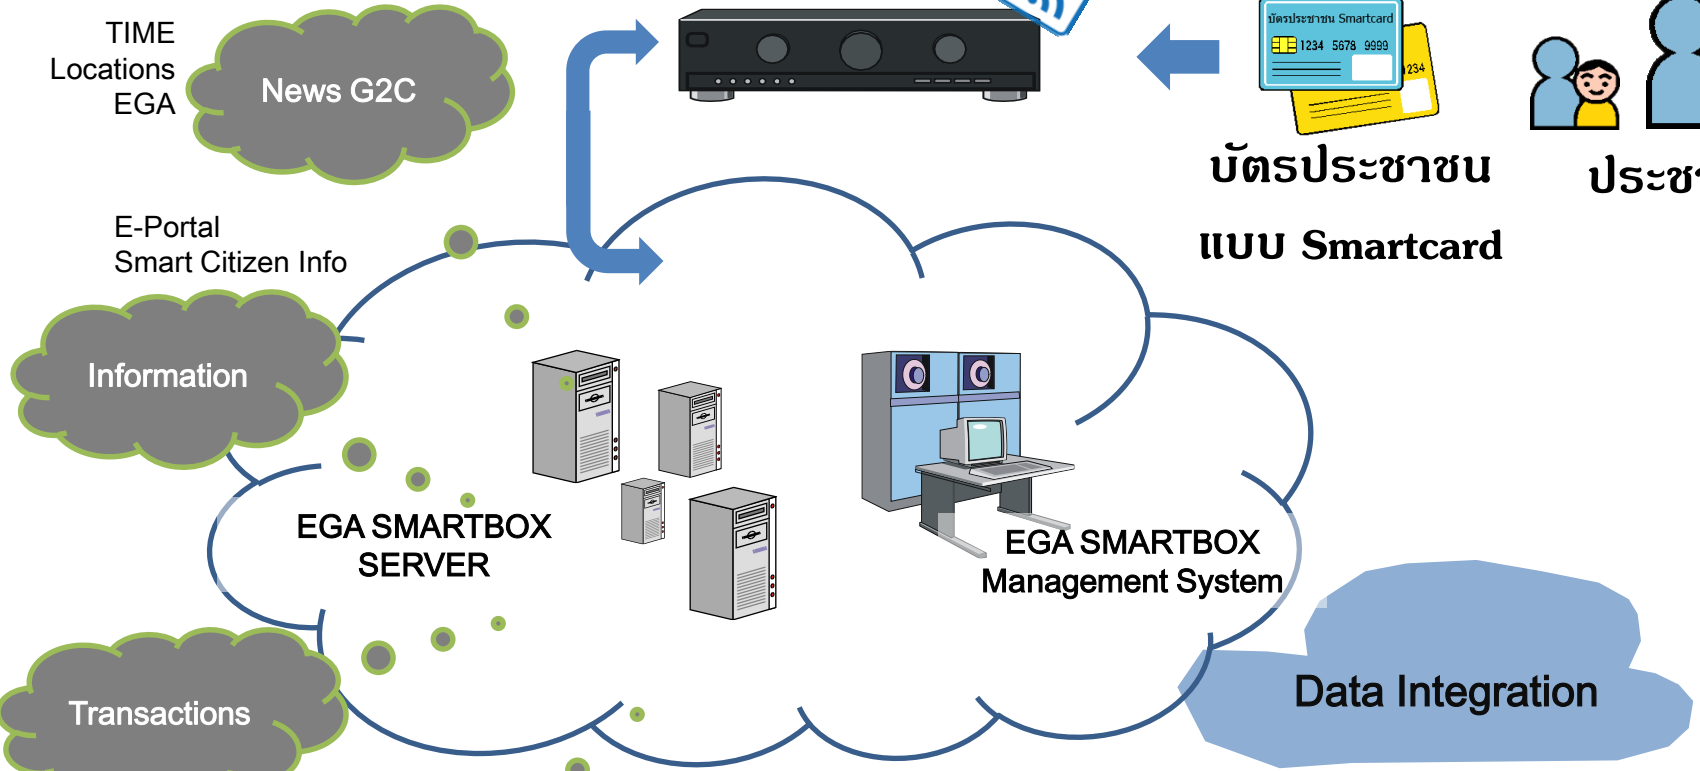 TIME
Locations
EGA
News G2C
บัตรประชาชน Smartcard
1234 5678 9999
234
บัตรประชาชน
แบบ Smartcard
E-Portal
Smart Citizen Info
Information
EGA SMARTBOX
SERVER
EGA SMARTBOX
Management System
Transactions
Data Integration